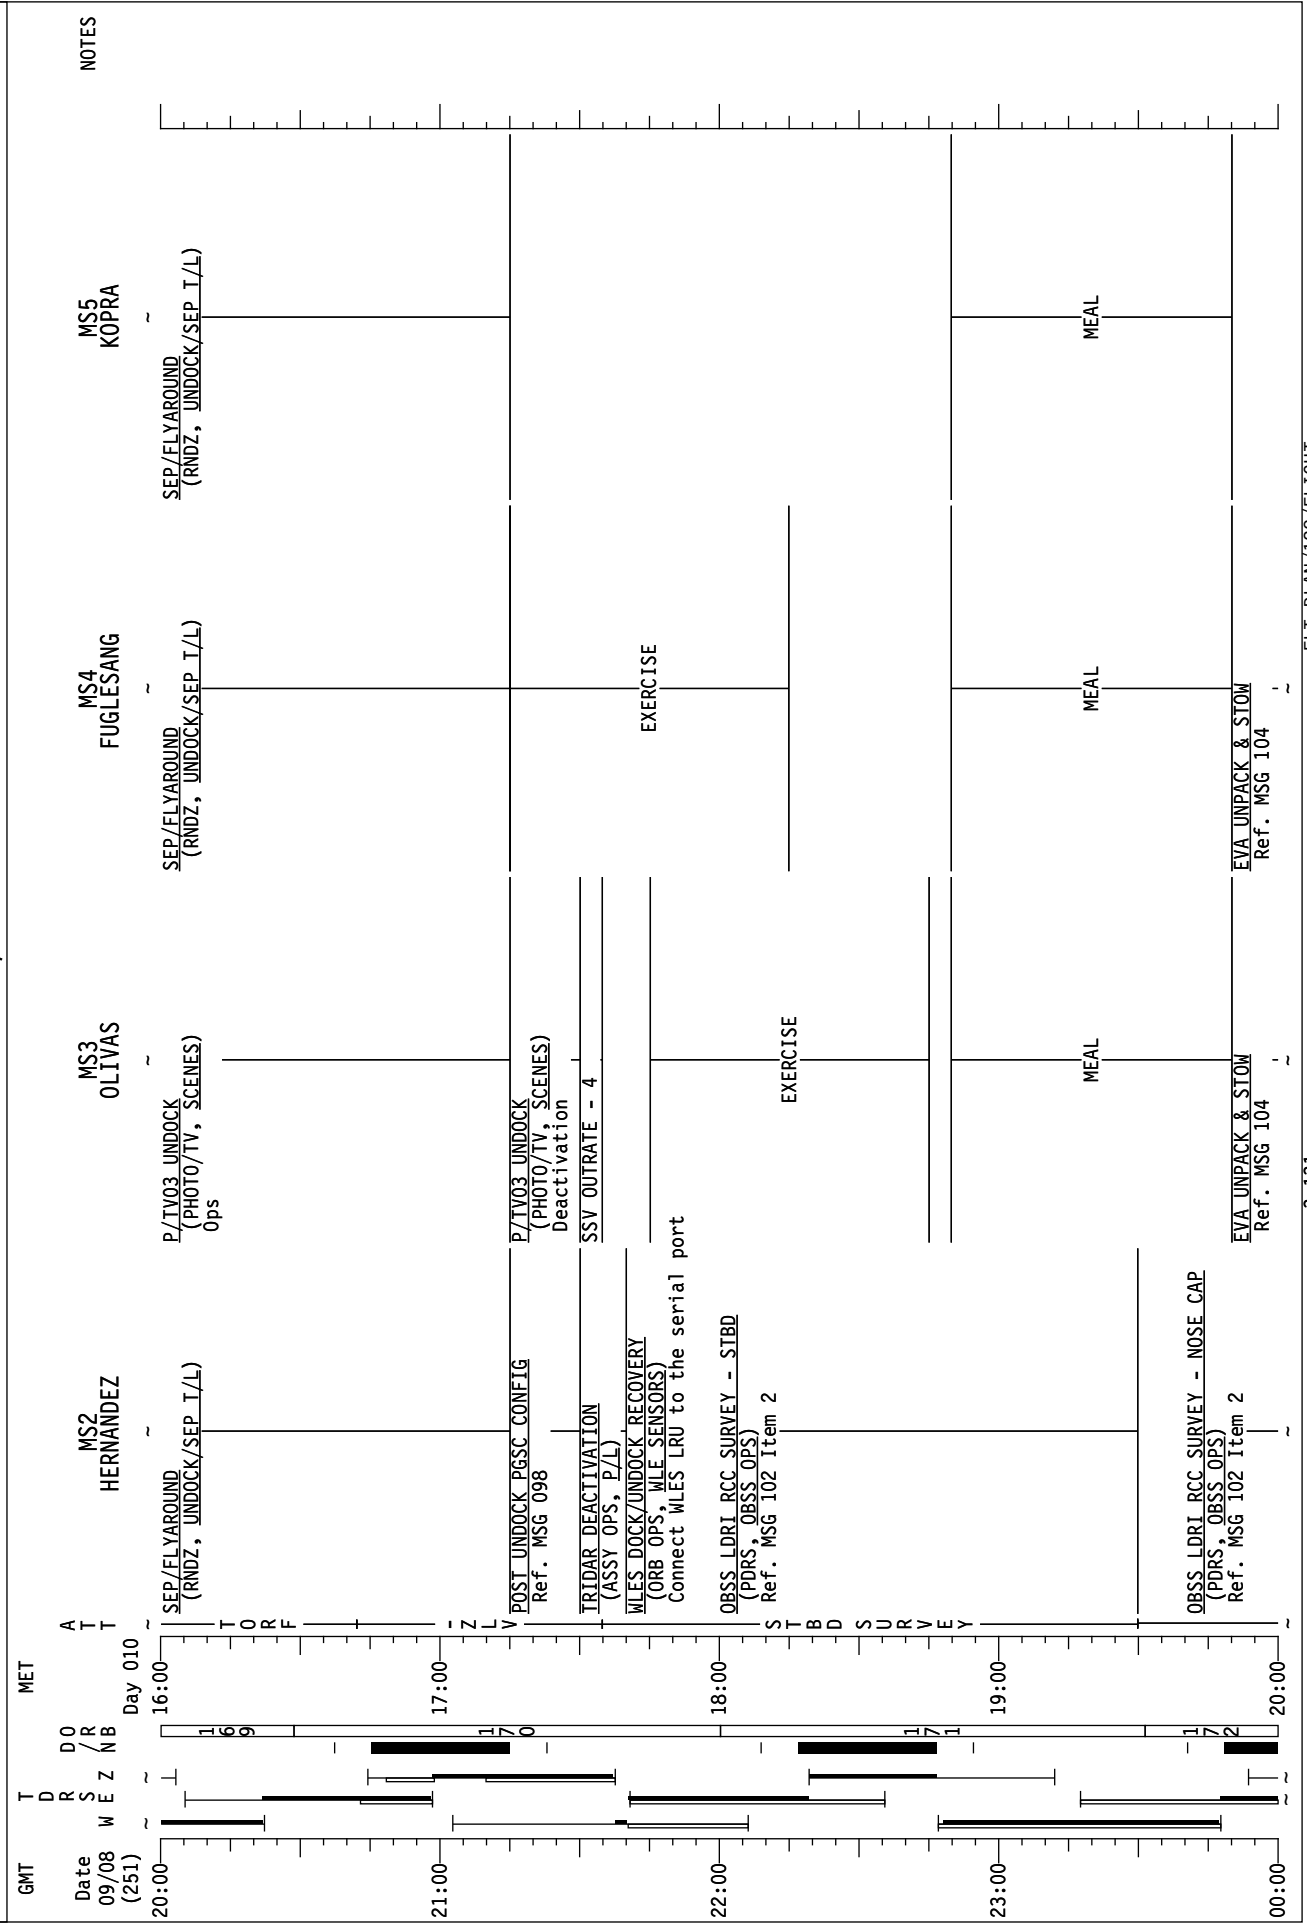 GMT
Date
09/08
(251)
20:00
21:00
22:00
23:00
00:00
T
D
R
S
W E Z
D O
/ R
N B
169
170
171
172
MET
Day 010
16:00
17:00
18:00
19:00
20:00
A
T
T
TORF
-ZLV
STBD SURVEY
MS2
HERNANDEZ
SEP/FLYAROUND
(RNDZ, UNDOCK/SEP T/L)
POST UNDOCK PGSC CONFIG
Ref. MSG 098
TRIDAR DEACTIVATION
(ASSY OPS, P/L)
WLES DOCK/UNDOCK RECOVERY
(ORB OPS, WLE SENSORS)
Connect WLES LRU to the serial port
OBSS LDRI RCC SURVEY - STBD
(PDRS, OBSS OPS)
Ref. MSG 102 Item 2
OBSS LDRI RCC SURVEY - NOSE CAP
(PDRS, OBSS OPS)
Ref. MSG 102 Item 2
MS3
OLIVAS
P/TV03 UNDOCK
(PHOTO/TV, SCENES)
Ops
P/TV03 UNDOCK
(PHOTO/TV, SCENES)
Deactivation
SSV OUTRATE - 4
EXERCISE
MEAL
EVA UNPACK & STOW
Ref. MSG 104
MS4
FUGLESANG
SEP/FLYAROUND
(RNDZ, UNDOCK/SEP T/L)
EXERCISE
MEAL
EVA UNPACK & STOW
Ref. MSG 104
MS5
KOPRA
SEP/FLYAROUND
(RNDZ, UNDOCK/SEP T/L)
MEAL
NOTES